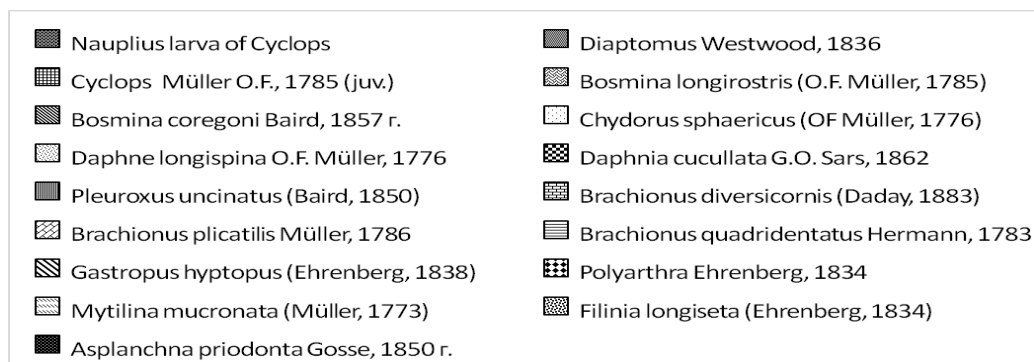 Nauplius larva of Cyclops
Diaptomus Westwood, 1836
Cyclops Müller O.F., 1785 (juv.)
Bosmina longirostris (O.F. Müller, 1785)
Bosmina coregoni Baird, 1857 г.
Chydorus sphaericus (OF Müller, 1776)
Daphne longispina O.F. Müller, 1776
Daphnia cucullata G.O. Sars, 1862
Pleuroxus uncinatus (Baird, 1850)
Brachionus diversicornis (Daday, 1883)
Brachionus plicatilis Müller, 1786
Brachionus quadridentatus Hermann, 1783
Gastropus hyptopus (Ehrenberg, 1838)
Polyarthra Ehrenberg, 1834
Mytilina mucronata (Müller, 1773)
Filinia longiseta (Ehrenberg, 1834)
Asplanchna priodonta Gosse, 1850 г.